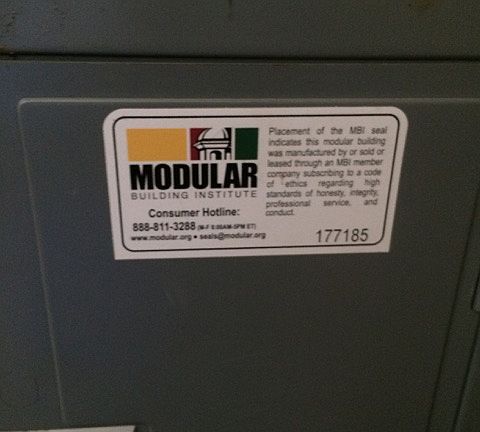 MODULAR
BUILDING INSTITUTE
Consumer Hotline:
888-811-3288 (M-F 8:00AM-5PM ET)
www.modular.org • seals@modular.org
Placement of the MBI seal
indicates this modular building
was manufactured by or sold or
leased through an MBI member
company subscribing to a code
of ethics regarding high
standards of honesty, integrity,
professional service, and
conduct.
177185